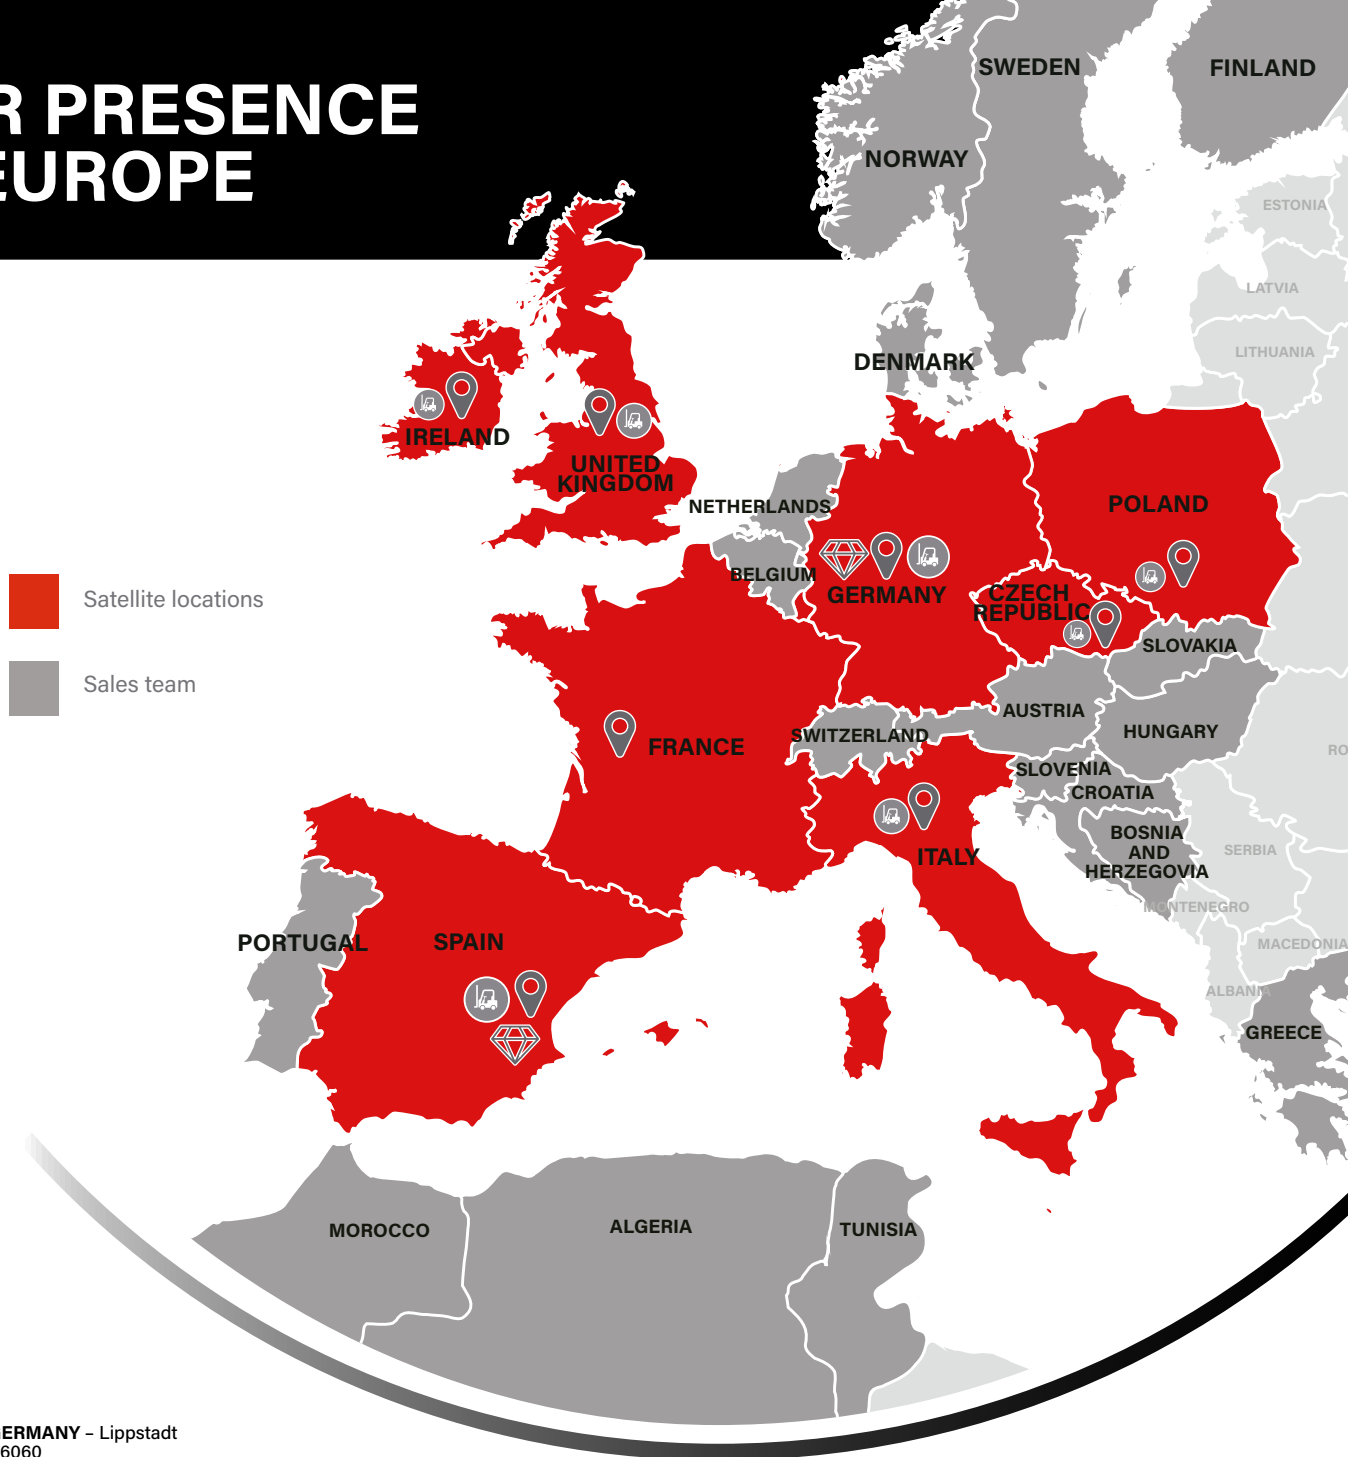 R PRESENCE
EUROPE
SWEDEN
FINLAND
NORWAY
ESTONIA
LATVIA
LITHUANIA
DENMARK
IRELAND
UNITED
KINGDOM
NETHERLANDS
POLAND
BELGIUM
GERMANY
CZECH
REPUBLIC
Satellite locations
SLOVAKIA
Sales team
AUSTRIA
HUNGARY
SWITZERLAND
FRANCE
RO
SLOVENIA
CROATIA
BOSNIA
AND
HERZEGOVIA
SERBIA
ITALY
MONTENEGRO
PORTUGAL
SPAIN
MACEDONIA
ALBANIA
GREECE
MOROCCO
ALGERIA
TUNISIA
GERMANY – Lippstadt
6060